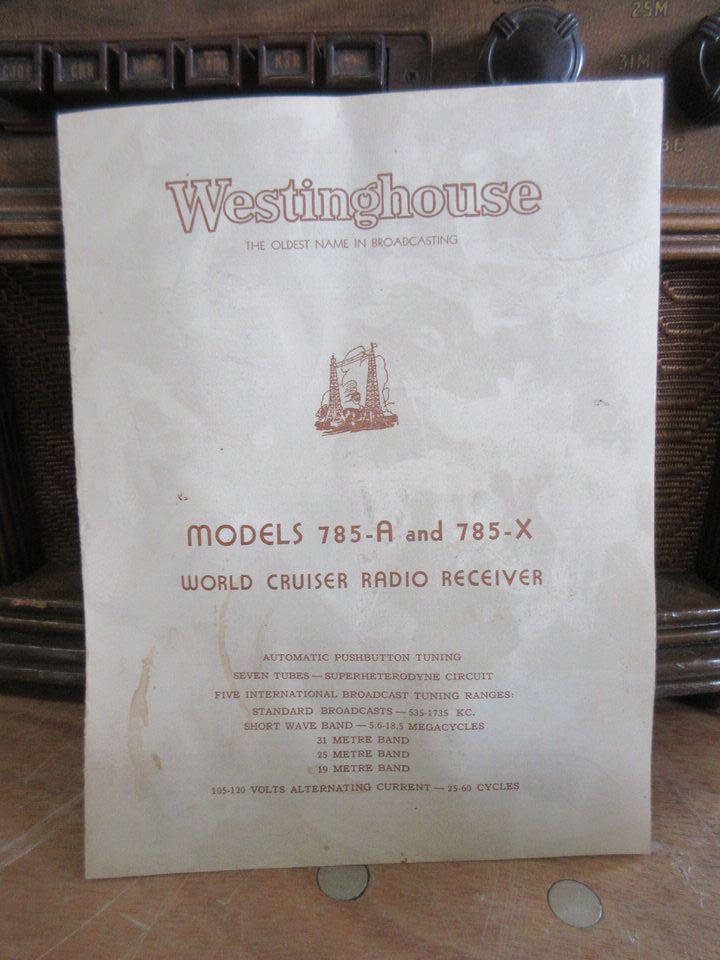 25M
31M
Westinghouse
THE OLDEST NAME IN BROADCASTING
MODELS 785-A and 785-X
WORLD CRUISER RADIO RECEIVER
AUTOMATIC PUSHBUTTON TUNING
SEVEN TUBES — SUPERHETERODYNE CIRCUIT
FIVE INTERNATIONAL BROADCAST TUNING RANGES:
STANDARD BROADCASTS — 535-1735 KC.
SHORT WAVE BAND — 5.6-18.5 MEGACYCLES
31 METRE BAND
25 METRE BAND
19 METRE BAND
105-120 VOLTS ALTERNATING CURRENT — 25-60 CYCLES